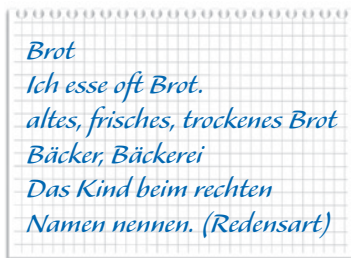 Brot
Ich esse oft Brot.
altes, frisches, trockenes Brot
Bäcker, Bäckerei
Das Kind beim rechten
Namen nennen. (Redensart)